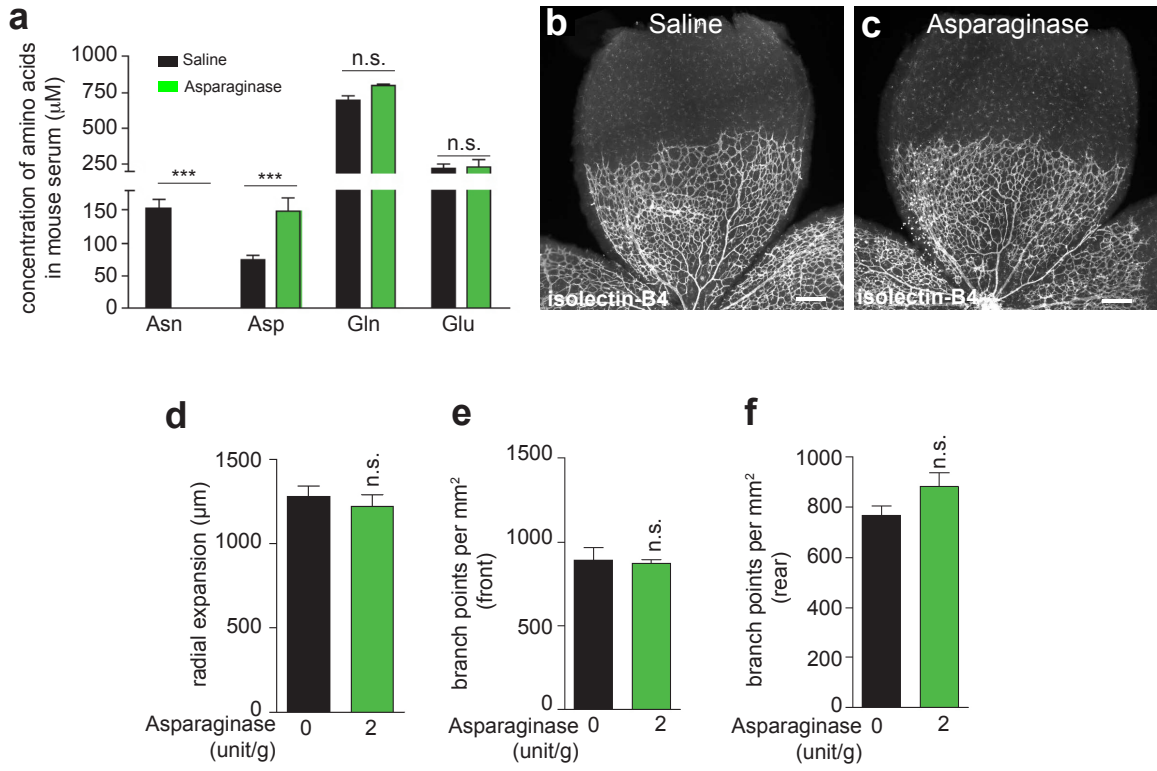 a
concentration of amino acids
in mouse serum (μM)
1000
750
500
250
150
100
50
0
Saline
Asparaginase
***
***
n.s.
n.s.
Asn Asp Gln Glu
b
Saline
isolectin-B4
c
Asparaginase
isolectin-B4
d
radial expansion (µm)
1500
1000
500
0
n.s.
Asparaginase 0 2
(unit/g)
e
branch points per mm²
(front)
1500
1000
500
0
n.s.
Asparaginase 0 2
(unit/g)
f
branch points per mm²
(rear)
1000
800
600
400
200
0
n.s.
Asparaginase 0 2
(unit/g)